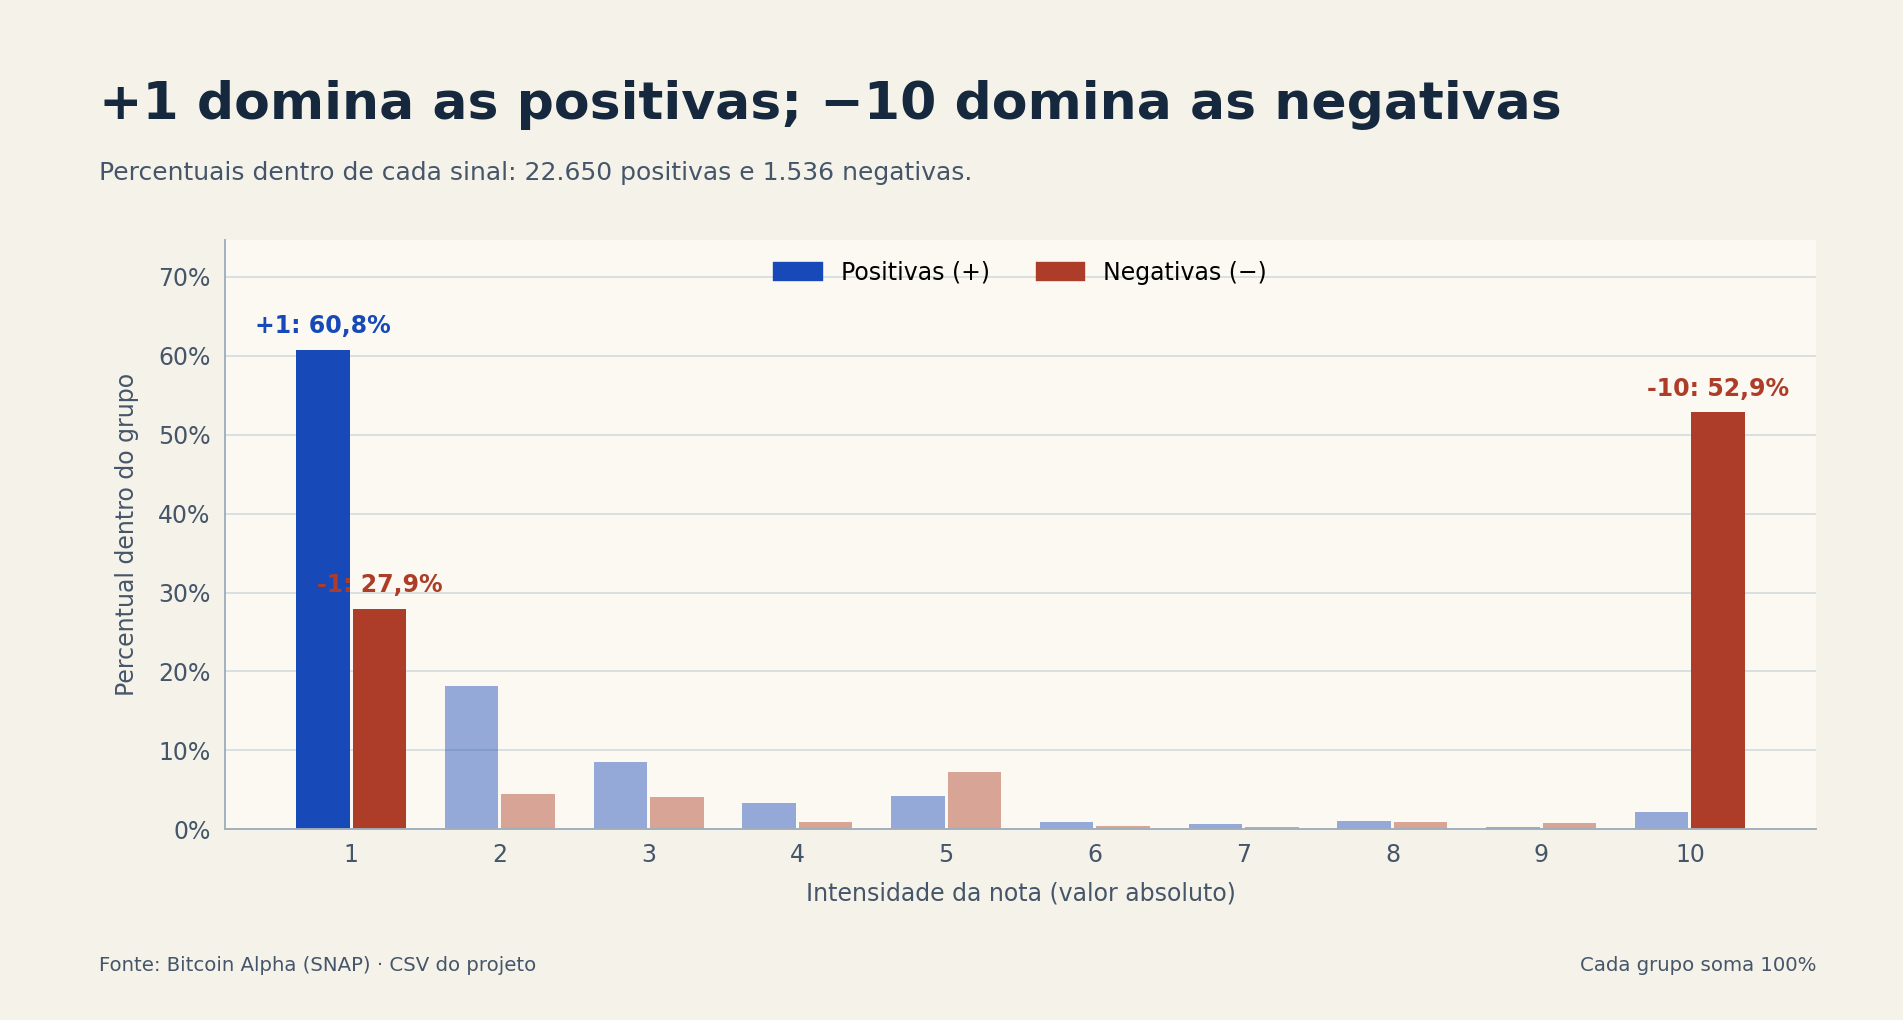 +1 domina as positivas; −10 domina as negativas
Percentuais dentro de cada sinal: 22.650 positivas e 1.536 negativas.
Positivas (+)
Negativas (−)
70%
60%
50%
40%
30%
20%
10%
0%
Percentual dentro do grupo
+1: 60,8%
-1: 27,9%
-10: 52,9%
1 2 3 4 5 6 7 8 9 10
Intensidade da nota (valor absoluto)
Fonte: Bitcoin Alpha (SNAP) · CSV do projeto
Cada grupo soma 100%